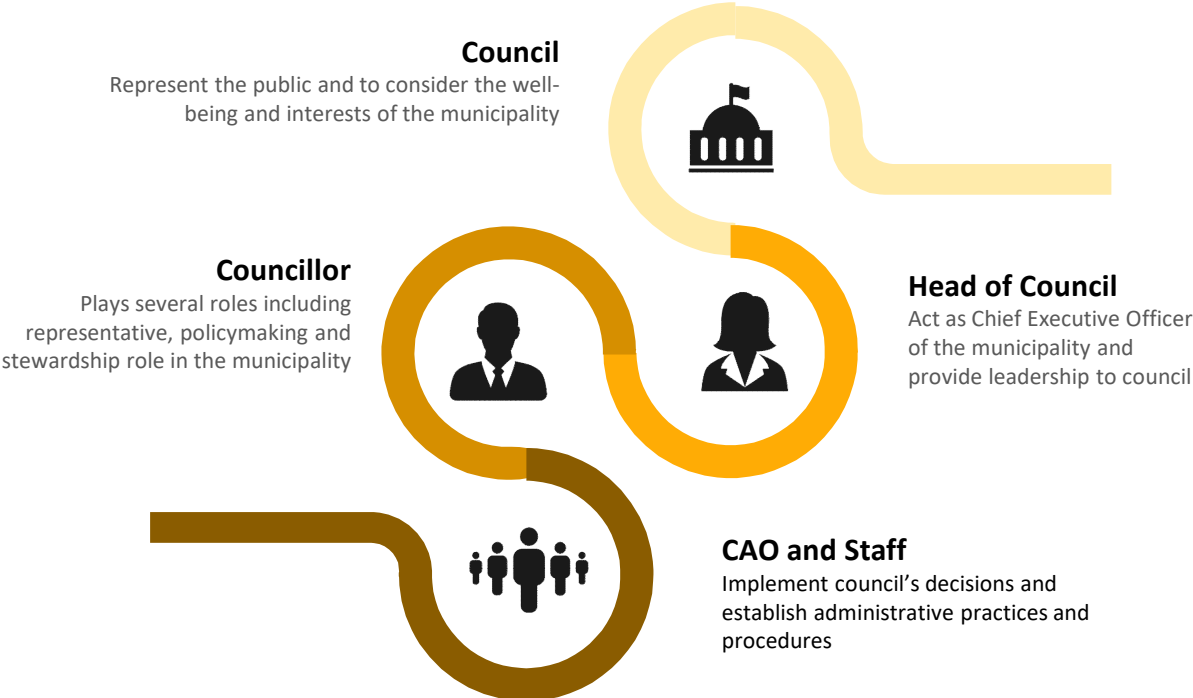 Council
Represent the public and to consider the well-
being and interests of the municipality
Councillor
Plays several roles including
representative, policymaking and
stewardship role in the municipality
Head of Council
Act as Chief Executive Officer
of the municipality and
provide leadership to council
CAO and Staff
Implement council’s decisions and
establish administrative practices and
procedures